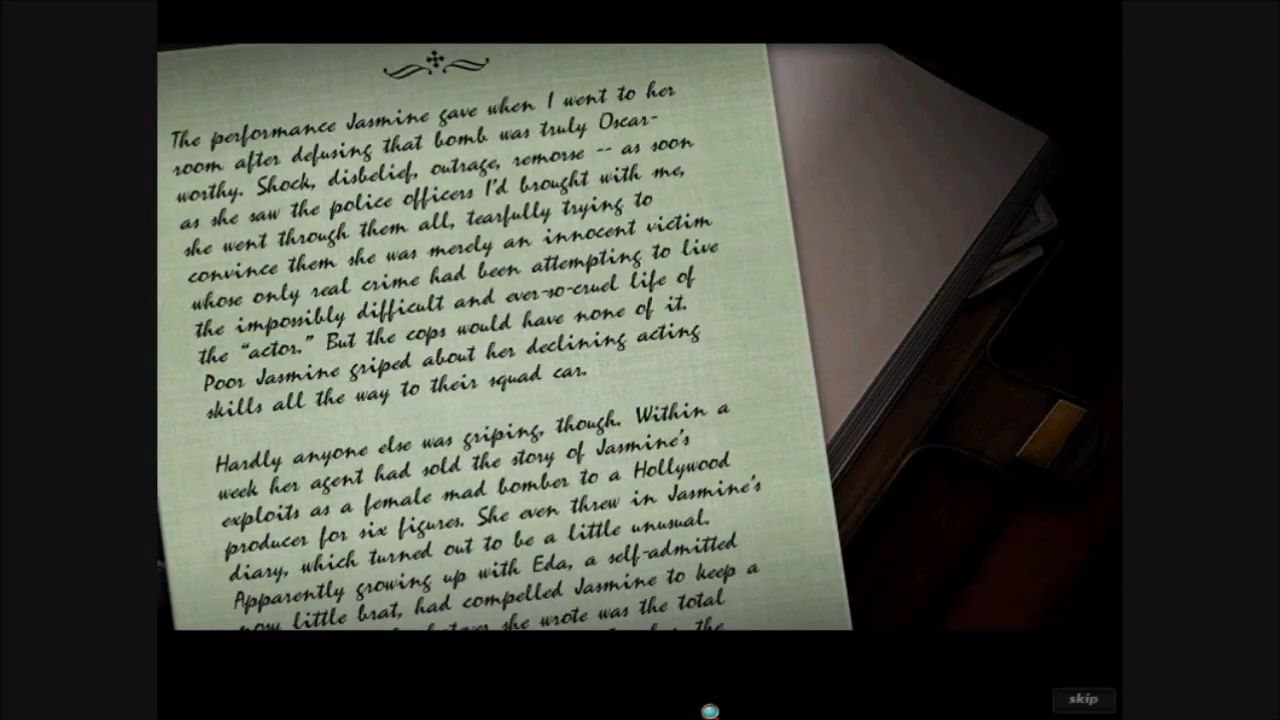 The performance Jasmine gave when I went to her
room after defusing that bomb was truly Oscar-
worthy. Shock, disbelief, outrage, remorse -- as soon
as she saw the police officers I'd brought with me,
she went through them all, tearfully trying to
convince them she was merely an innocent victim
whose only real crime had been attempting to live
the impossibly difficult and ever-so-cruel life of
the "actor." But the cops would have none of it.
Poor Jasmine griped about her declining acting
skills all the way to their squad car.
Hardly anyone else was griping, though. Within a
week her agent had sold the story of Jasmine's
exploits as a female mad bomber to a Hollywood
producer for six figures. She even threw in Jasmine's
diary, which turned out to be a little unusual.
Apparently growing up with Eda, a self-admitted
nosy little brat, had compelled Jasmine to keep a
she wrote was the total
the
skip